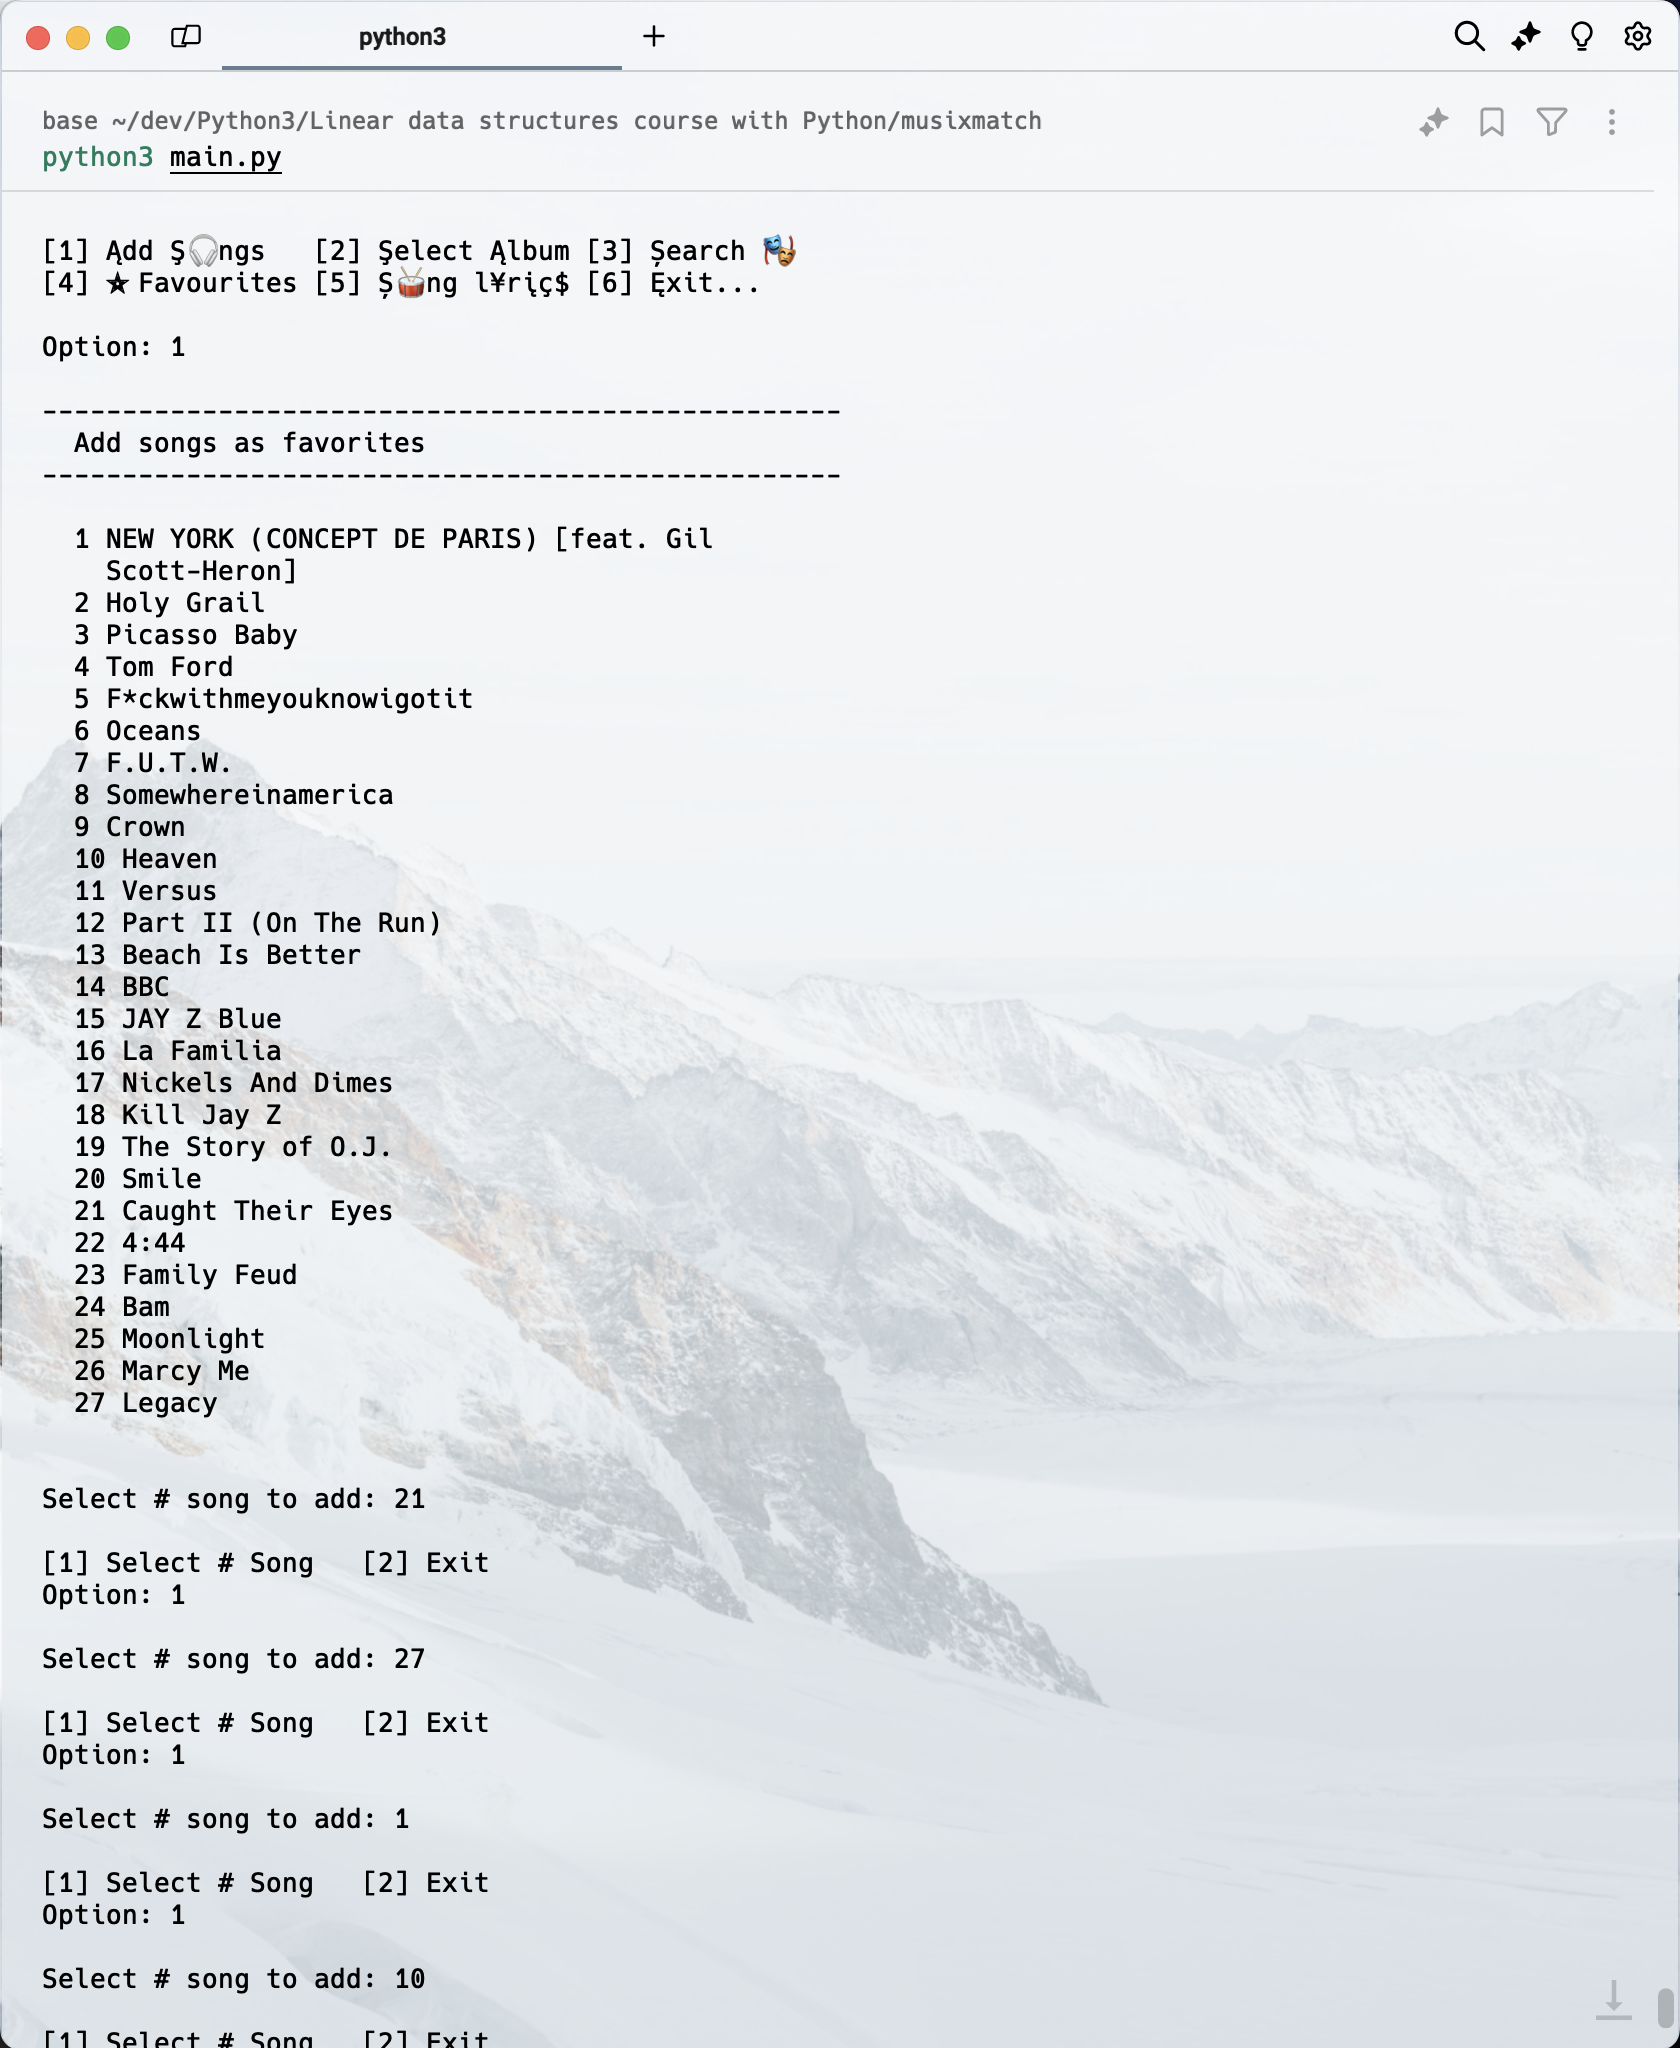 python3
base ~/dev/Python3/Linear data structures course with Python/musixmatch
python3 main.py
[1] Ądd Ş🎧ngs   [2] Şelect Ąlbum [3] Șearch 🎭
[4] ★ Favourites [5] Ș🥁ng l¥rįç$ [6] Ęxit...
Option: 1
--------------------------------------------------
Add songs as favorites
--------------------------------------------------
1 NEW YORK (CONCEPT DE PARIS) [feat. Gil
Scott-Heron]
2 Holy Grail
3 Picasso Baby
4 Tom Ford
5 F*ckwithmeyouknowigotit
6 Oceans
7 F.U.T.W.
8 Somewhereinamerica
9 Crown
10 Heaven
11 Versus
12 Part II (On The Run)
13 Beach Is Better
14 BBC
15 JAY Z Blue
16 La Familia
17 Nickels And Dimes
18 Kill Jay Z
19 The Story of O.J.
20 Smile
21 Caught Their Eyes
22 4:44
23 Family Feud
24 Bam
25 Moonlight
26 Marcy Me
27 Legacy
Select # song to add: 21
[1] Select # Song   [2] Exit
Option: 1
Select # song to add: 27
[1] Select # Song   [2] Exit
Option: 1
Select # song to add: 1
[1] Select # Song   [2] Exit
Option: 1
Select # song to add: 10
[1] Select # Song   [2] Exit